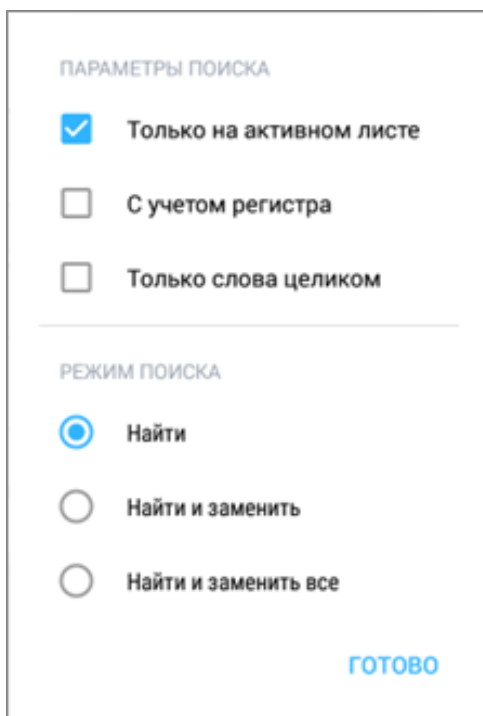 ПАРАМЕТРЫ ПОИСКА
Только на активном листе
С учетом регистра
Только слова целиком
РЕЖИМ ПОИСКА
Найти
Найти и заменить
Найти и заменить все
ГОТОВО